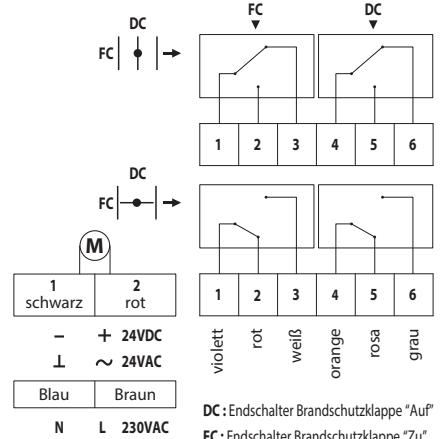 FC DC
DC
FC
1 2 3 4 5 6
DC
FC
M
1 2
schwarz rot
1 2 3 4 5 6
violett rot weiß orange rosa grau
– + 24VDC
⊥ ~ 24VAC
Blau Braun
N L 230VAC
DC : Endschalter Brandschutzklappe "Auf"
FC : Endschalter Brandschutzklappe "Zu"